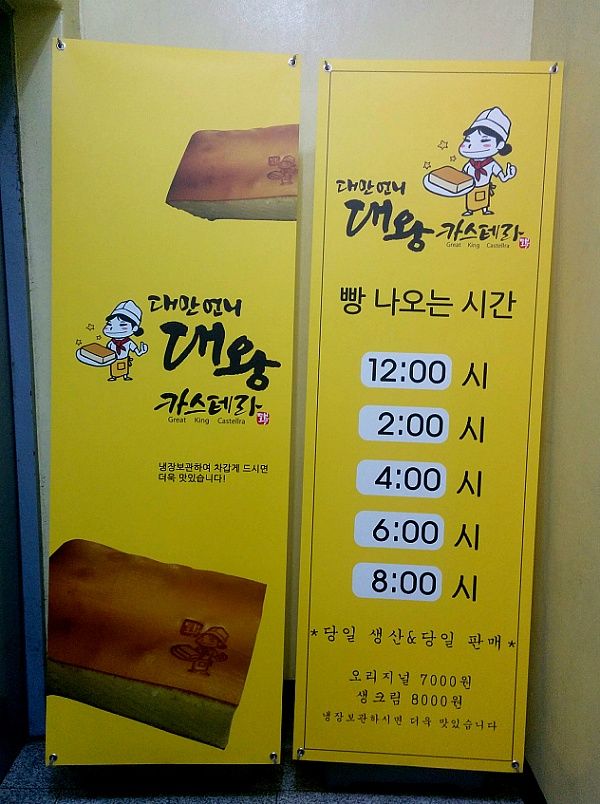 대만언니
대왕
카스테라
Great King Castellra
냉장보관하여 차갑게 드시면
더욱 맛있습니다!
대만언니
대왕 카스테라
Great King Castellra
빵 나오는 시간
12:00 시
2:00 시
4:00 시
6:00 시
8:00 시
*당일 생산&당일 판매*
오리지널 7000원
생크림 8000원
냉장보관하시면 더욱 맛있습니다